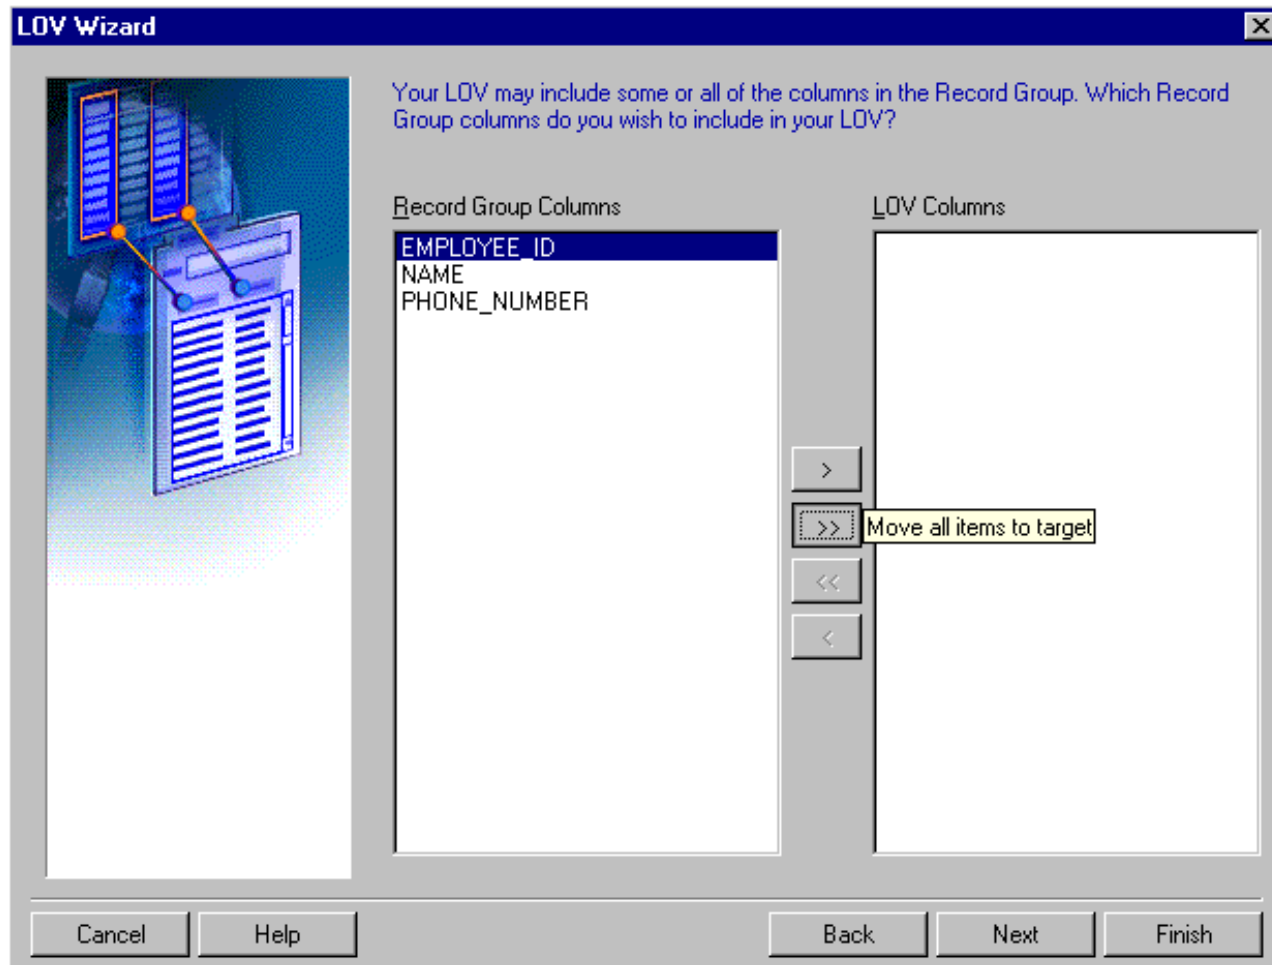 LOV Wizard
Your LOV may include some or all of the columns in the Record Group. Which Record
Group columns do you wish to include in your LOV?
Record Group Columns
LOV Columns
EMPLOYEE_ID
NAME
PHONE_NUMBER
>
>>
Move all items to target
<<
<
Cancel
Help
Back
Next
Finish